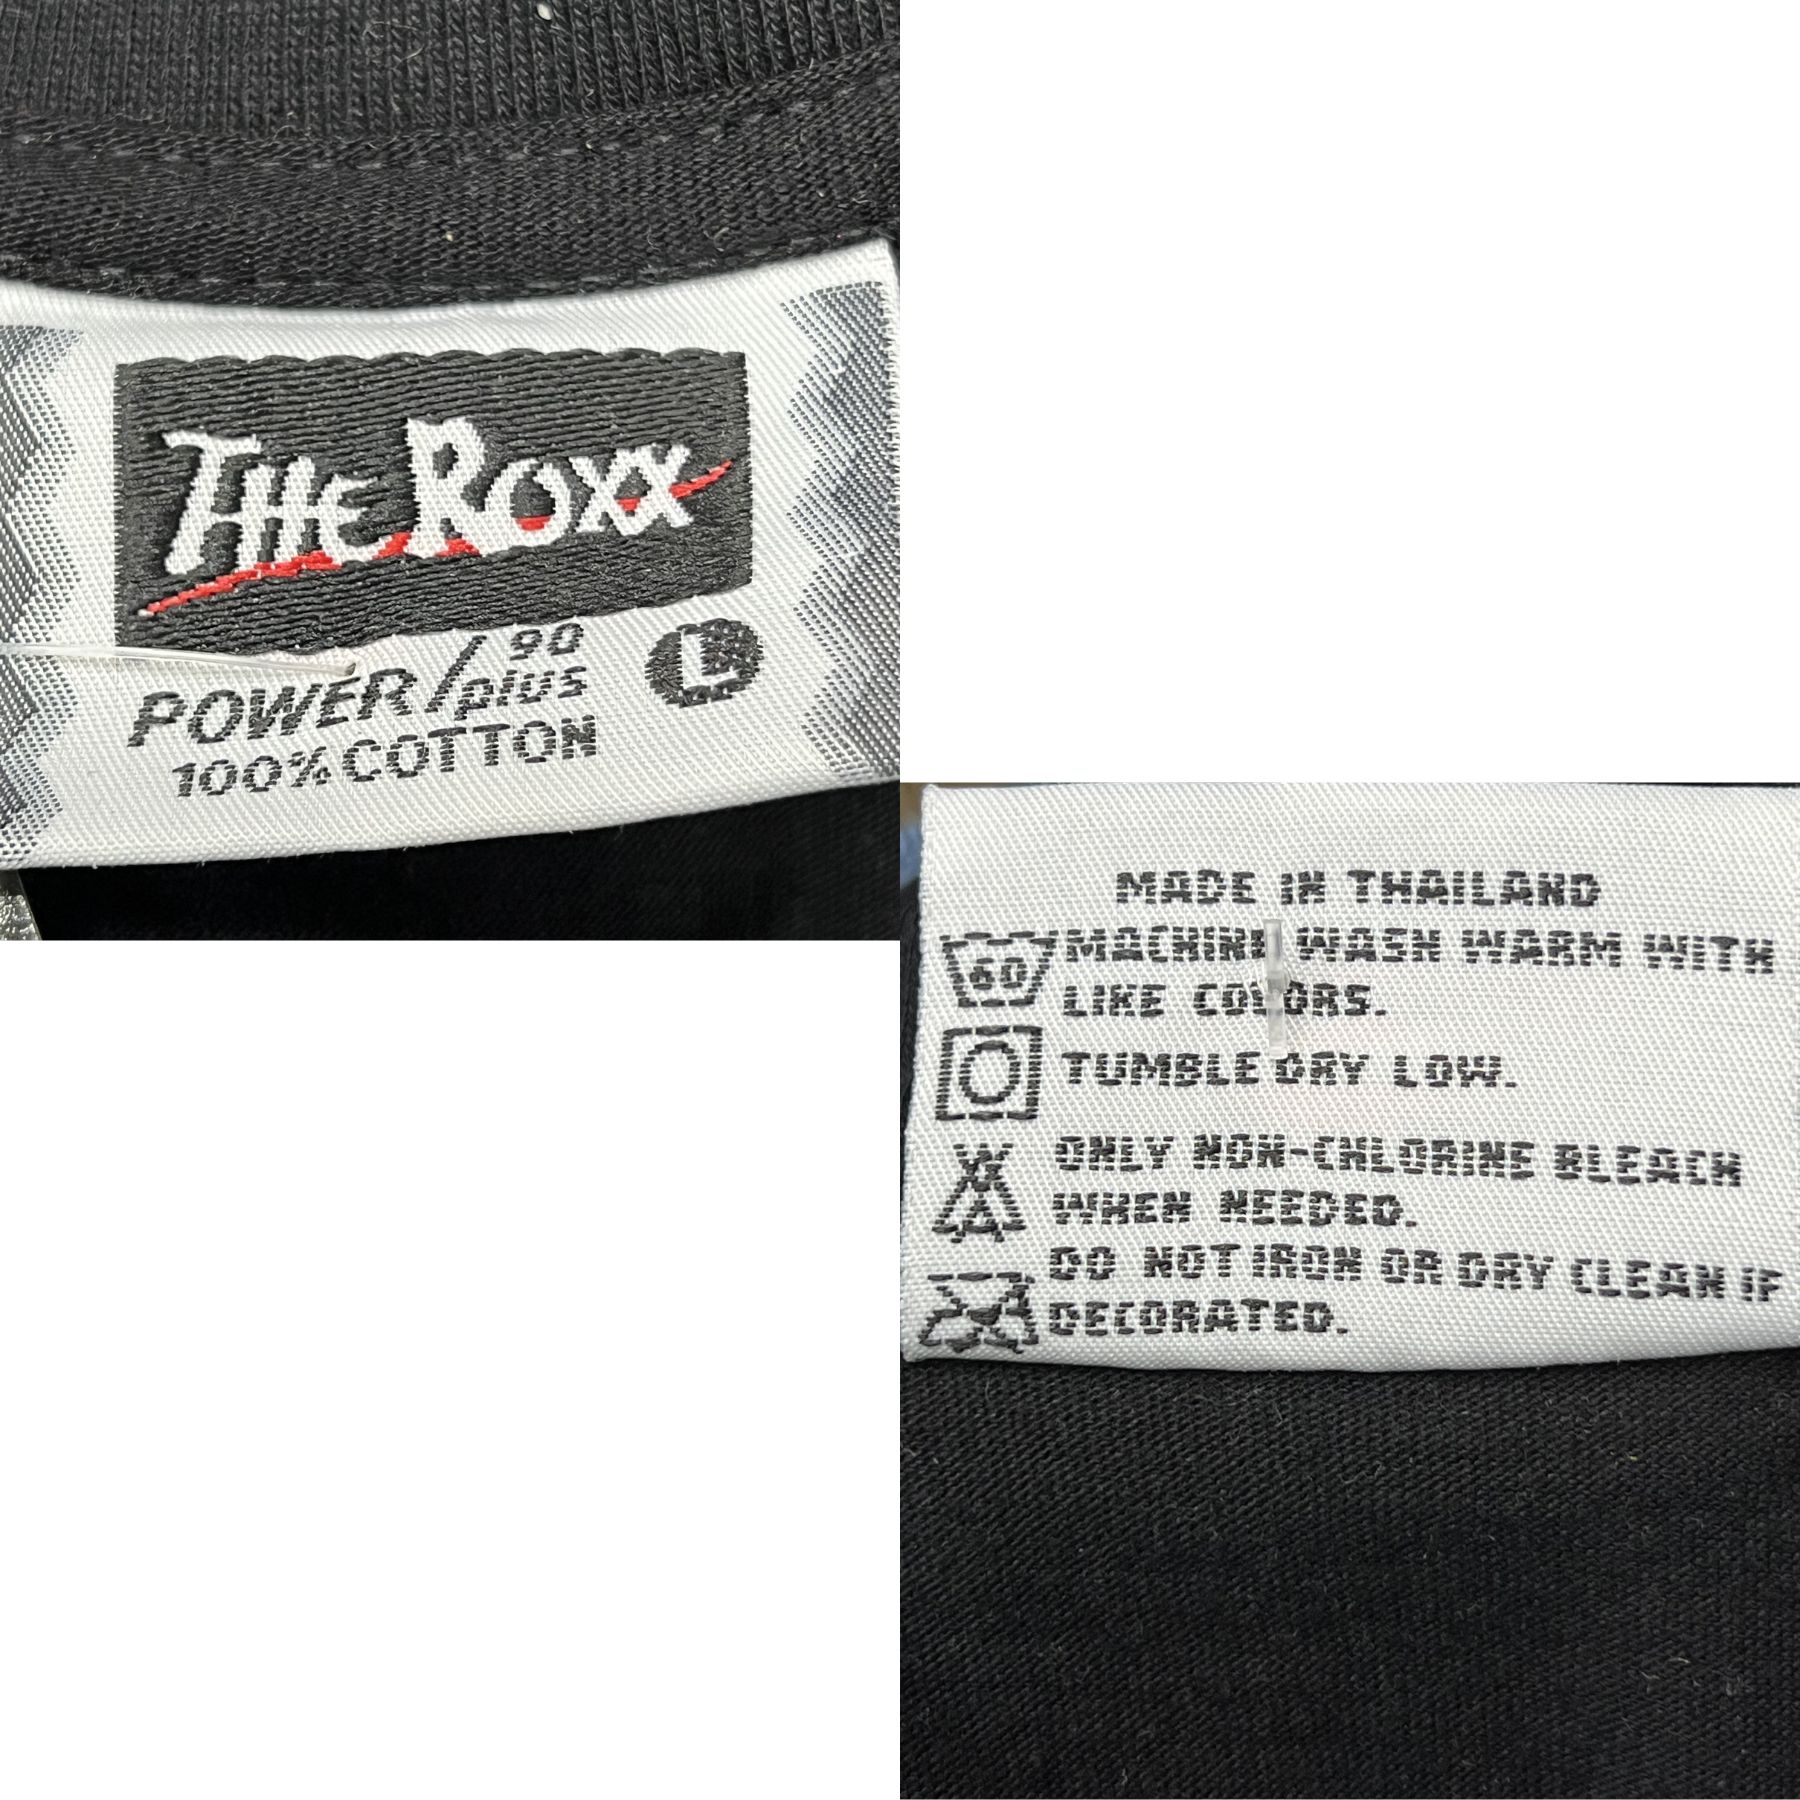 THE ROXX
POWER/90 plus
100% COTTON
L
MADE IN THAILAND
60
MACHINE WASH WARM WITH
LIKE COLORS.
TUMBLE DRY LOW.
ONLY NON-CHLORINE BLEACH
WHEN NEEDED.
DO NOT IRON OR DRY CLEAN IF
DECORATED.